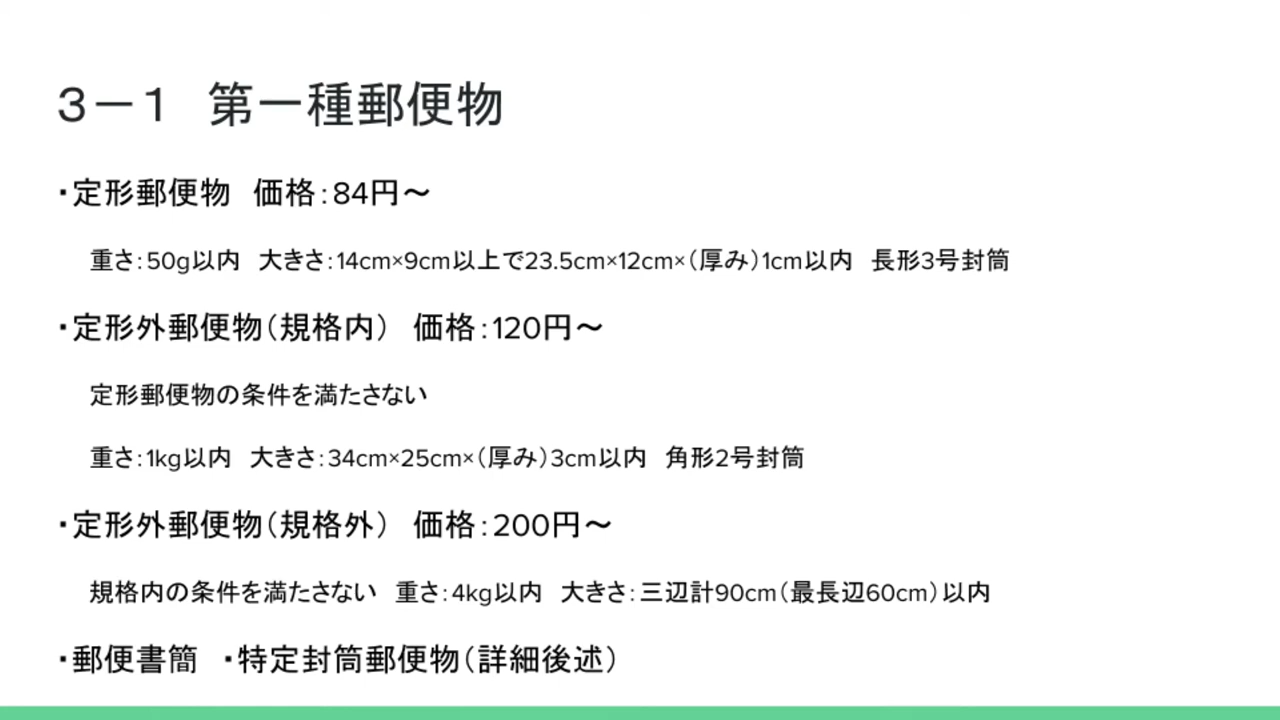 ３－１　第一種郵便物
・定形郵便物　価格：84円～
重さ：50g以内　大きさ：14cm×9cm以上で23.5cm×12cm×（厚み）1cm以内　長形3号封筒
・定形外郵便物（規格内）　価格：120円～
定形郵便物の条件を満たさない
重さ：1kg以内　大きさ：34cm×25cm×（厚み）3cm以内　角形2号封筒
・定形外郵便物（規格外）　価格：200円～
規格内の条件を満たさない　重さ：4kg以内　大きさ：三辺計90cm（最長辺60cm）以内
・郵便書簡　・特定封筒郵便物（詳細後述）